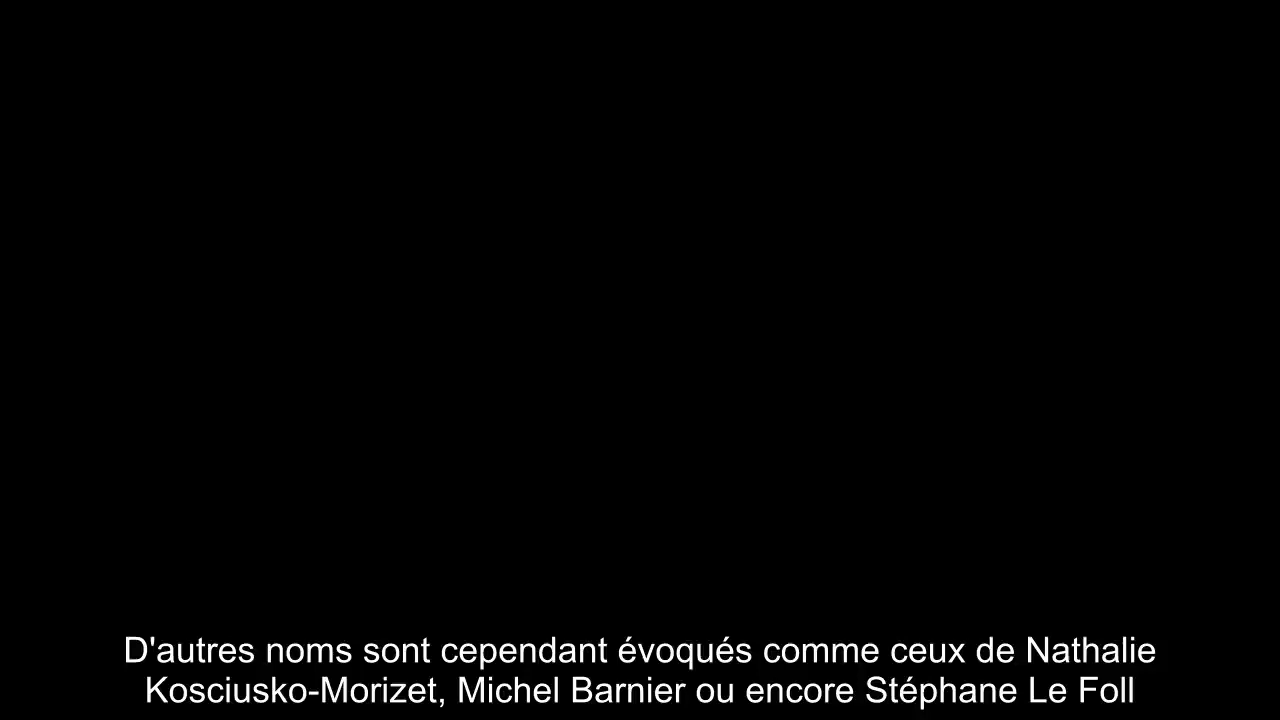 D'autres noms sont cependant évoqués comme ceux de Nathalie
Kosciusko-Morizet, Michel Barnier ou encore Stéphane Le Foll